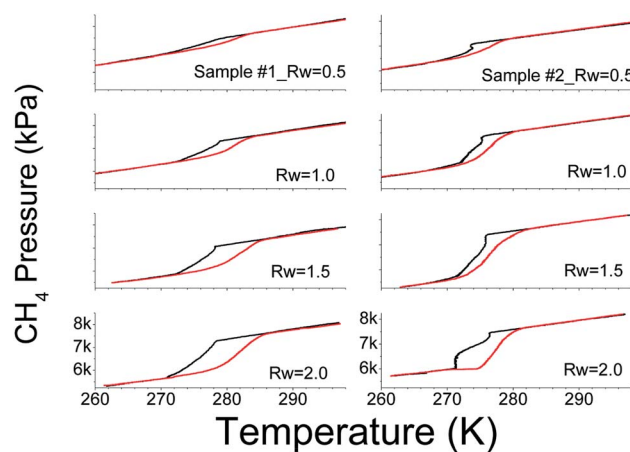 CH₄ Pressure (kPa)
Sample #1_Rw=0.5
Sample #2_Rw=0.5
Rw=1.0
Rw=1.0
Rw=1.5
Rw=1.5
8k
7k
6k
Rw=2.0
8k
7k
6k
Rw=2.0
260 270 280 290
260 270 280 290
Temperature (K)